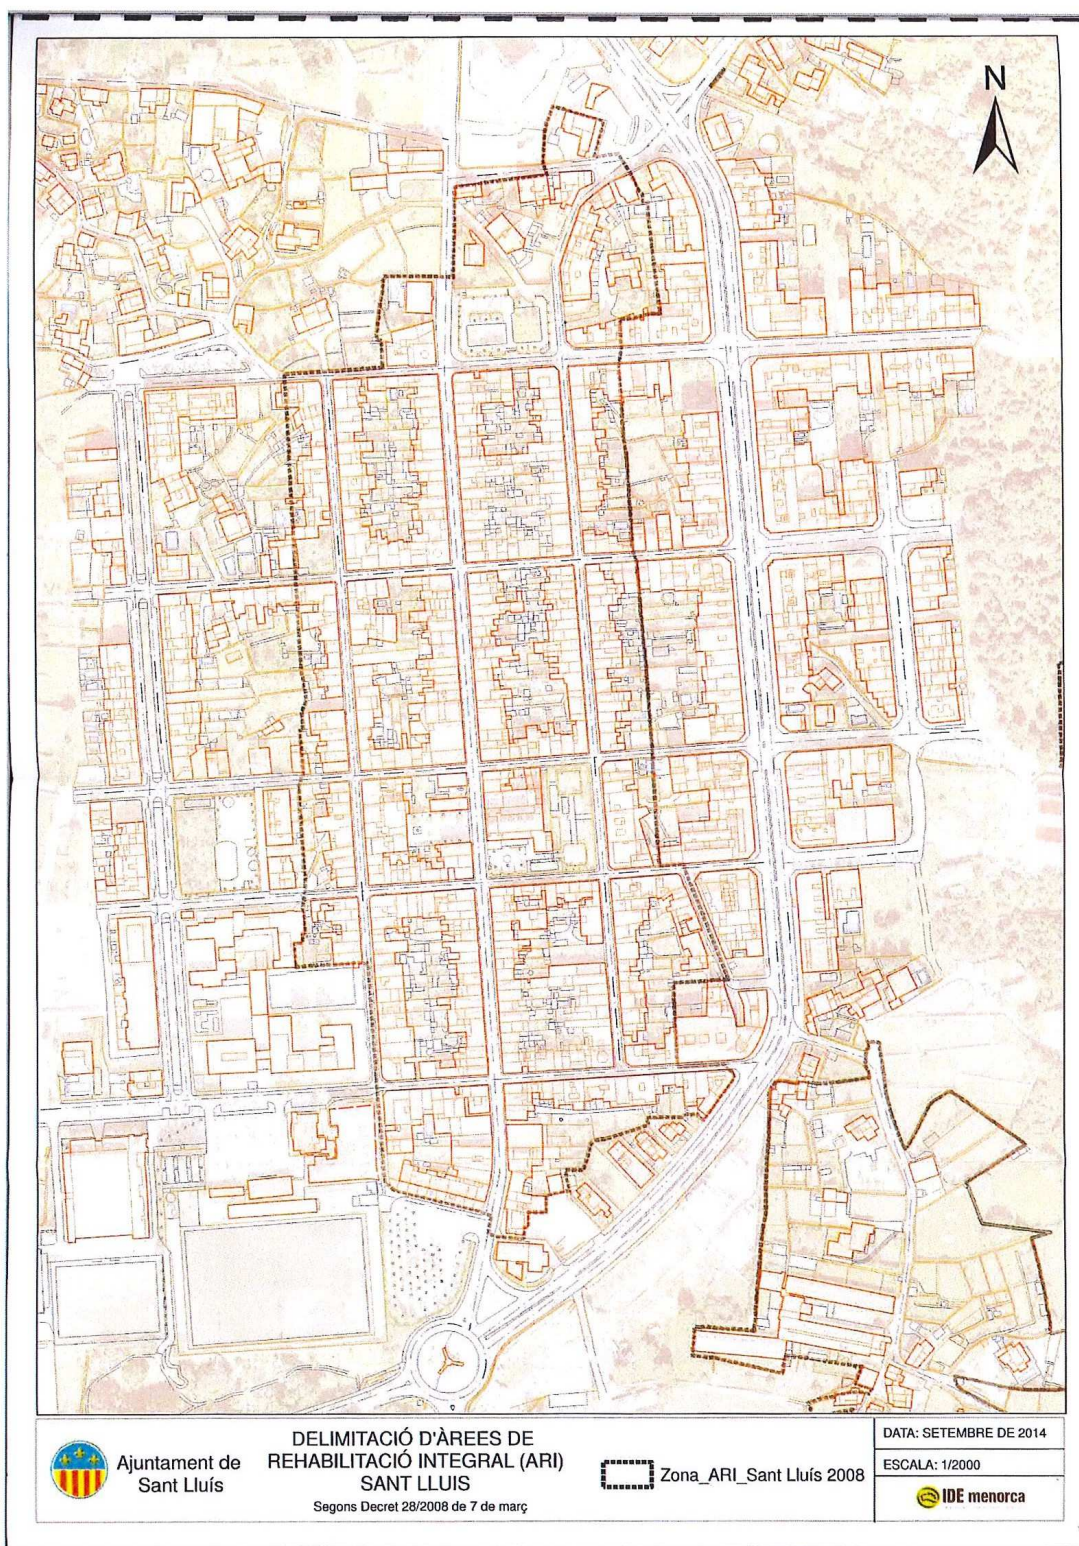 N
Ajuntament de
Sant Lluís
DELIMITACIÓ D'ÀREES DE
REHABILITACIÓ INTEGRAL (ARI)
SANT LLUIS
Segons Decret 28/2008 de 7 de març
Zona_ARI_Sant Lluís 2008
DATA: SETEMBRE DE 2014
ESCALA: 1/2000
IDE menorca